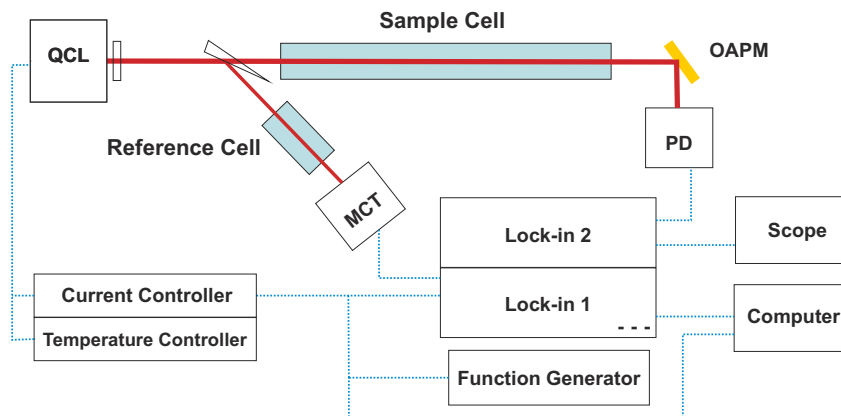 Sample Cell
OAPM
QCL
PD
Reference Cell
MCT
Lock-in 2
Scope
Current Controller
Lock-in 1
Computer
Temperature Controller
Function Generator